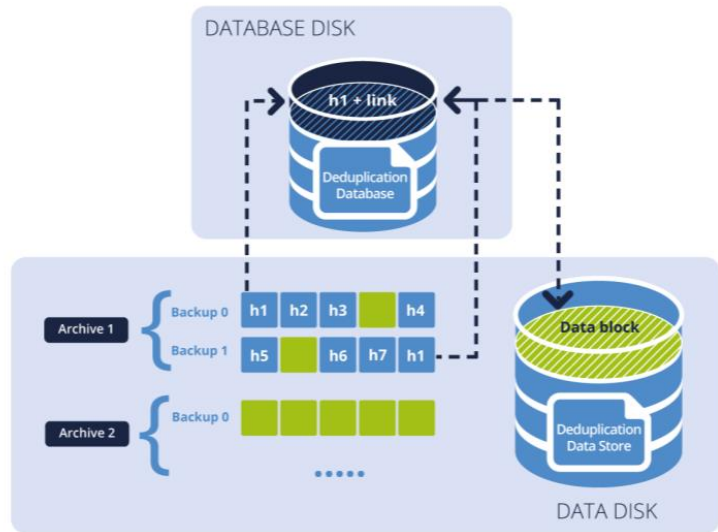 DATABASE DISK
h1 + link
Deduplication
Database
Archive 1
Backup 0
h1 h2 h3 h4
Backup 1
h5 h6 h7 h1
Archive 2
Backup 0
Data block
Deduplication
Data Store
DATA DISK